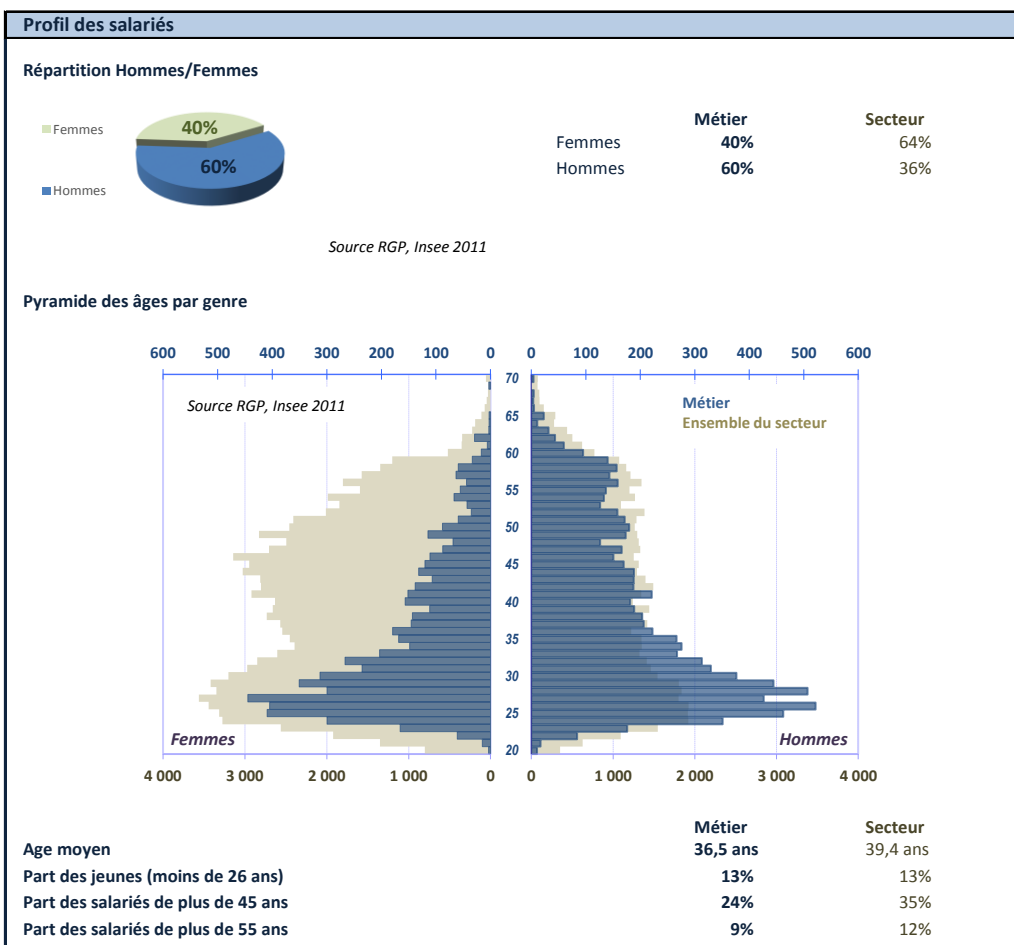 Profil des salariés
Répartition Hommes/Femmes
Femmes
Hommes
40%
60%
Métier Secteur
Femmes 40% 64%
Hommes 60% 36%
Source RGP, Insee 2011
Pyramide des âges par genre
600 500 400 300 200 100 0 0 100 200 300 400 500 600
Source RGP, Insee 2011
Métier
Ensemble du secteur
70
65
60
55
50
45
40
35
30
25
20
Femmes
Hommes
4 000 3 000 2 000 1 000 0 0 1 000 2 000 3 000 4 000
Métier Secteur
Age moyen 36,5 ans 39,4 ans
Part des jeunes (moins de 26 ans) 13% 13%
Part des salariés de plus de 45 ans 24% 35%
Part des salariés de plus de 55 ans 9% 12%